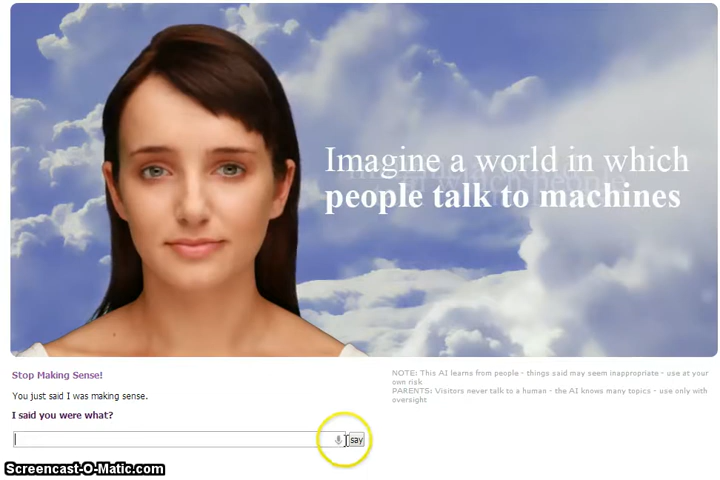 Imagine a world in which
people talk to machines
Stop Making Sense!
You just said I was making sense.
I said you were what?
say
NOTE: This AI learns from people - things said may seem inappropriate - use at your
own risk
PARENTS: Visitors never talk to a human - the AI knows many topics - use only with
oversight
Screencast-O-Matic.com